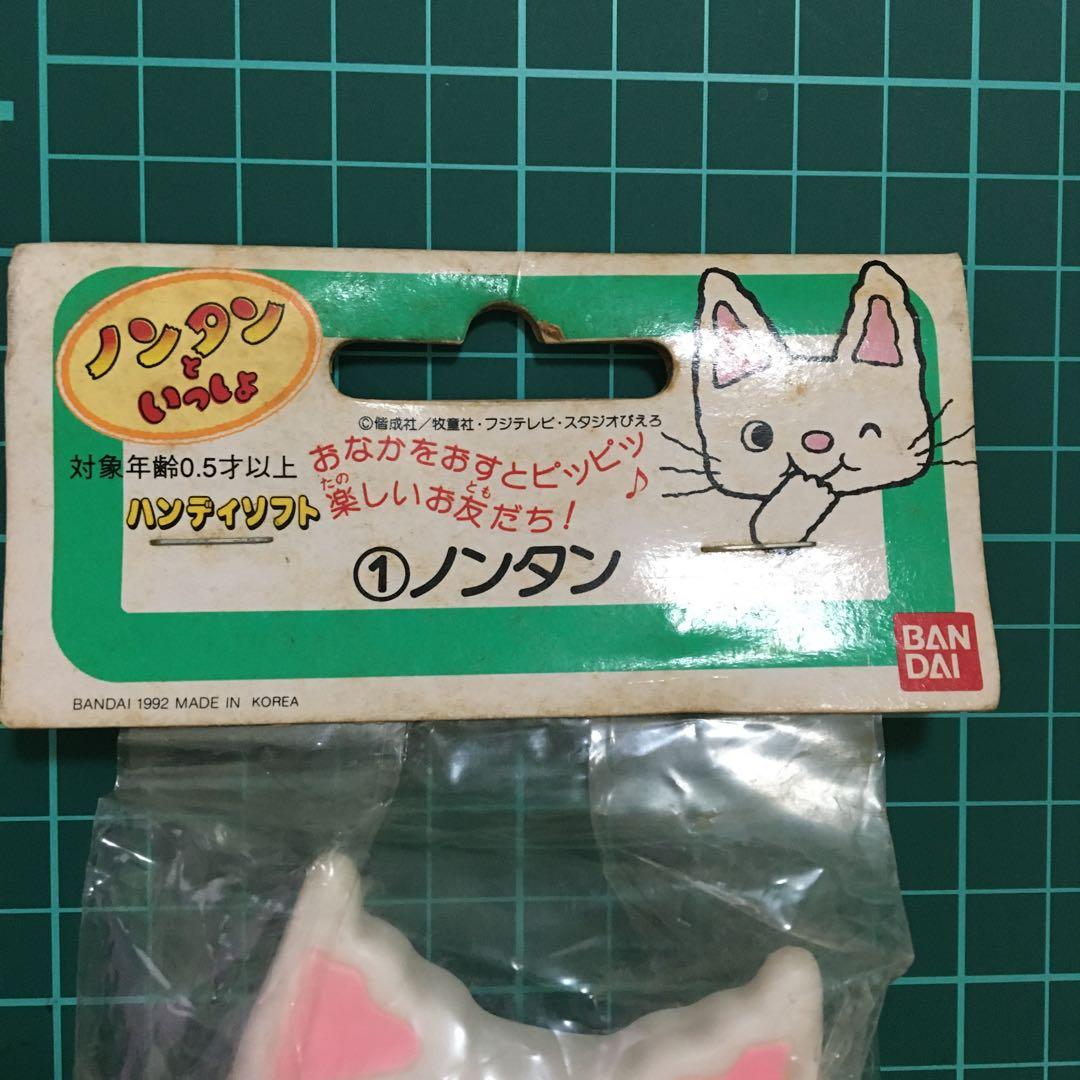 ノンタン
と
いっしょ
©偕成社／牧童社・フジテレビ・スタジオぴえろ
対象年齢0.5才以上
おなかをおすとピッピッ♪
たの とも
楽しいお友だち！
ハンディソフト
①ノンタン
BAN
DAI
BANDAI 1992 MADE IN KOREA